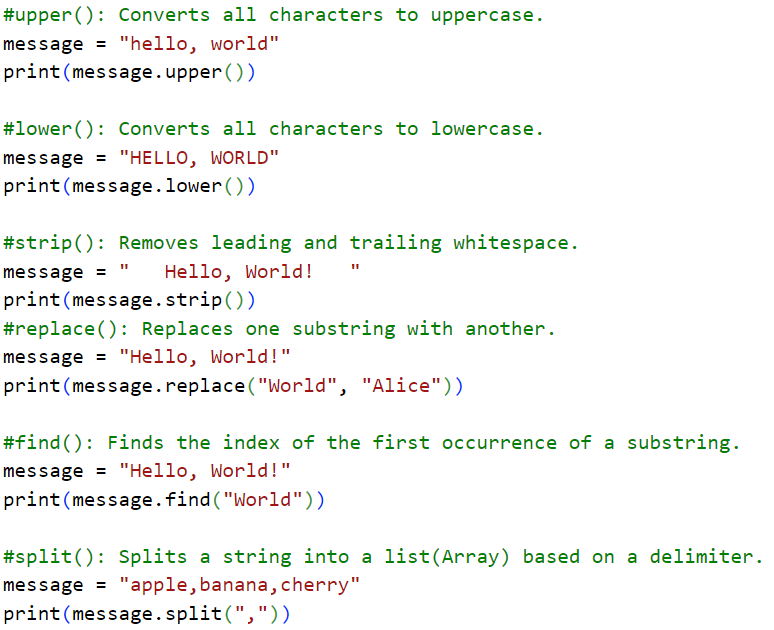 #upper(): Converts all characters to uppercase.
message = "hello, world"
print(message.upper())
#lower(): Converts all characters to lowercase.
message = "HELLO, WORLD"
print(message.lower())
#strip(): Removes leading and trailing whitespace.
message = "   Hello, World!   "
print(message.strip())
#replace(): Replaces one substring with another.
message = "Hello, World!"
print(message.replace("World", "Alice"))
#find(): Finds the index of the first occurrence of a substring.
message = "Hello, World!"
print(message.find("World"))
#split(): Splits a string into a list(Array) based on a delimiter.
message = "apple,banana,cherry"
print(message.split(","))